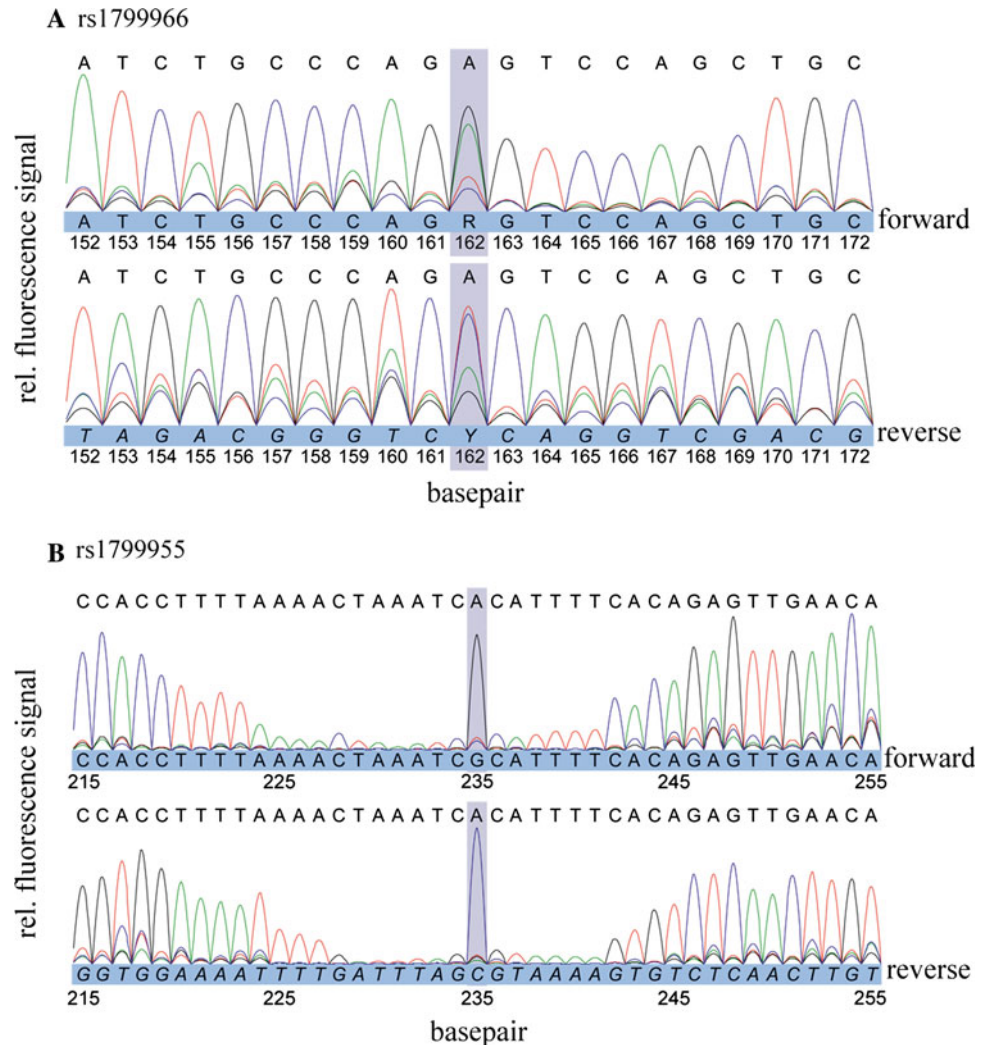 A rs1799966
A T C T G C C C A G A G T C C A G C T G C
rel. fluorescence signal
A T C T G C C C A G R G T C C A G C T G C forward
152 153 154 155 156 157 158 159 160 161 162 163 164 165 166 167 168 169 170 171 172
A T C T G C C C A G A G T C C A G C T G C
rel. fluorescence signal
T A G A C G G G T C Y C A G G T C G A C G reverse
152 153 154 155 156 157 158 159 160 161 162 163 164 165 166 167 168 169 170 171 172
basepair
B rs1799955
C C A C C T T T T A A A A C T A A A T C A C A T T T T C A C A G A G T T G A A C A
rel. fluorescence signal
C C A C C T T T T A A A A C T A A A T C G C A T T T T C A C A G A G T T G A A C A forward
215 225 235 245 255
C C A C C T T T T A A A A C T A A A T C A C A T T T T C A C A G A G T T G A A C A
rel. fluorescence signal
G G T G G A A A A T T T T G A T T T A G C G T A A A A G T G T C T C A A C T T G T reverse
215 225 235 245 255
basepair